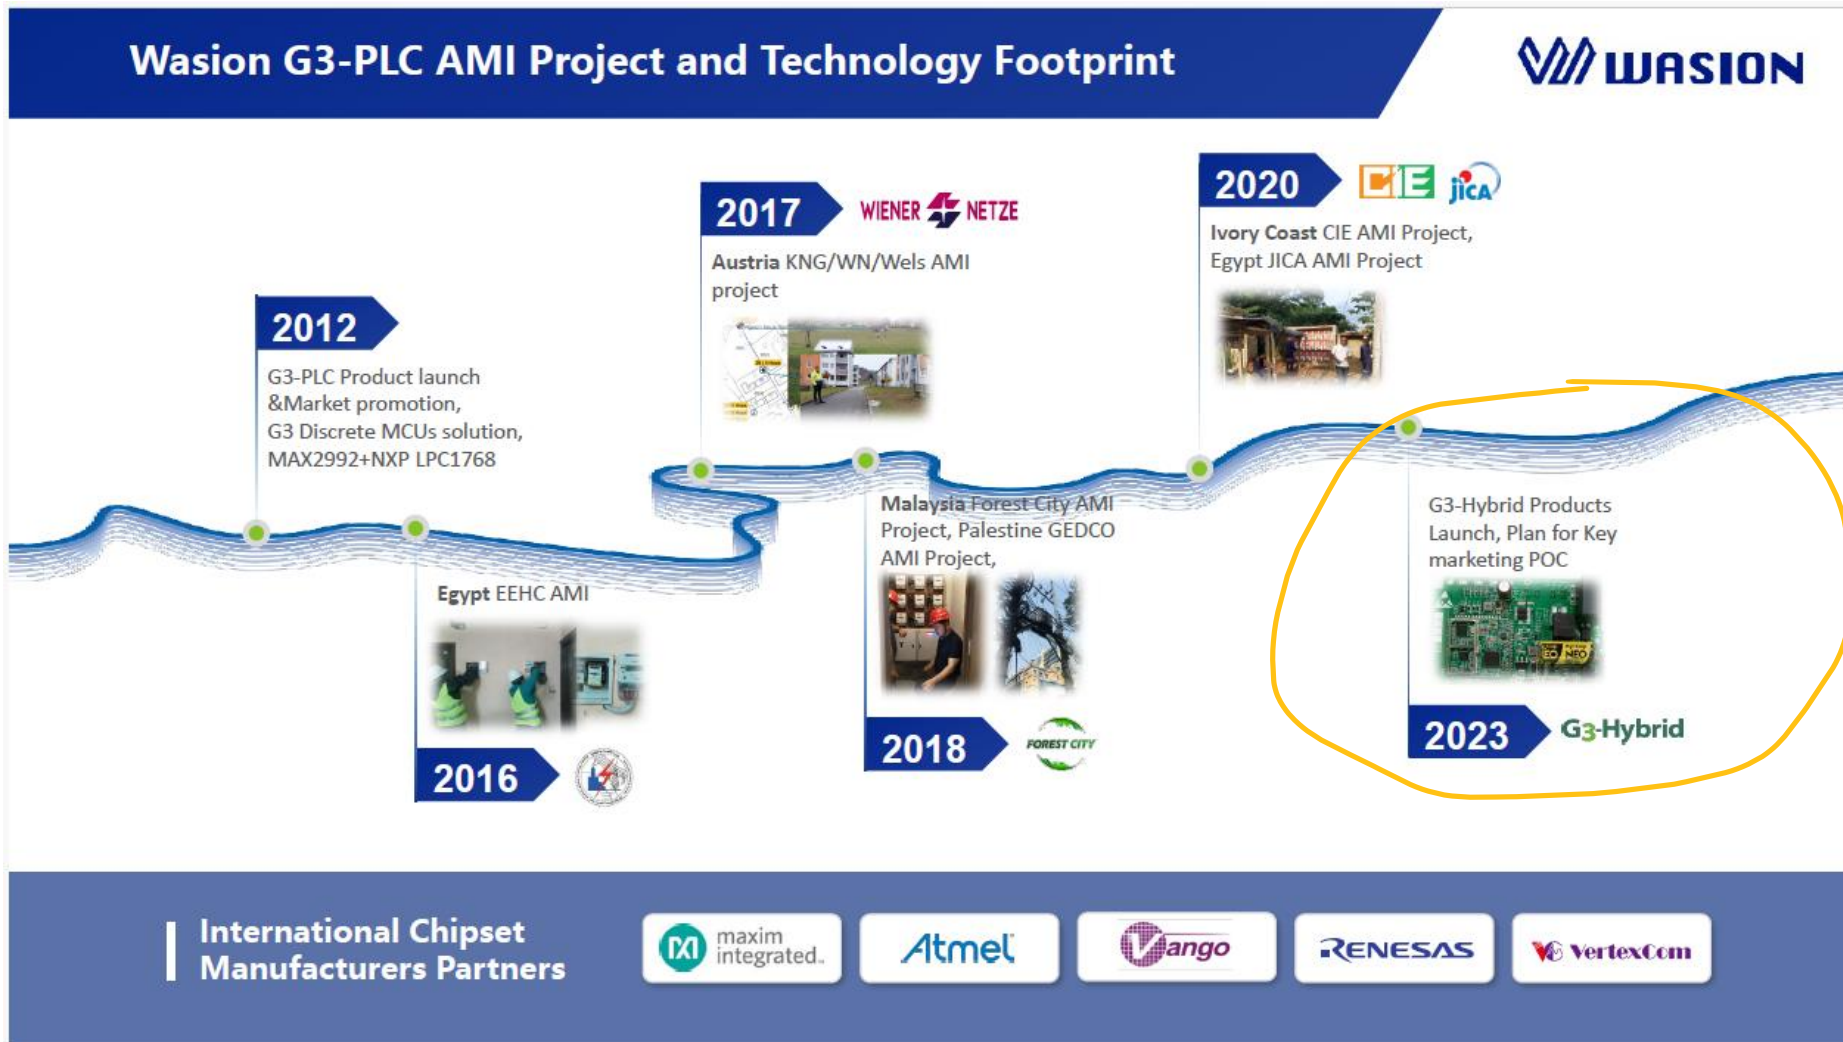 Wasion G3-PLC AMI Project and Technology Footprint
WASION
2012
G3-PLC Product launch
&Market promotion,
G3 Discrete MCUs solution,
MAX2992+NXP LPC1768
Egypt EEHC AMI
2016
2017
WIENER NETZE
Austria KNG/WN/Wels AMI
project
Malaysia Forest City AMI
Project, Palestine GEDCO
AMI Project,
2018
FOREST CITY
2020
CIE
jICA
Ivory Coast CIE AMI Project,
Egypt JICA AMI Project
G3-Hybrid Products
Launch, Plan for Key
marketing POC
NEO
2023
G3-Hybrid
International Chipset
Manufacturers Partners
maxim
integrated
Atmel
Vango
RENESAS
VertexCom